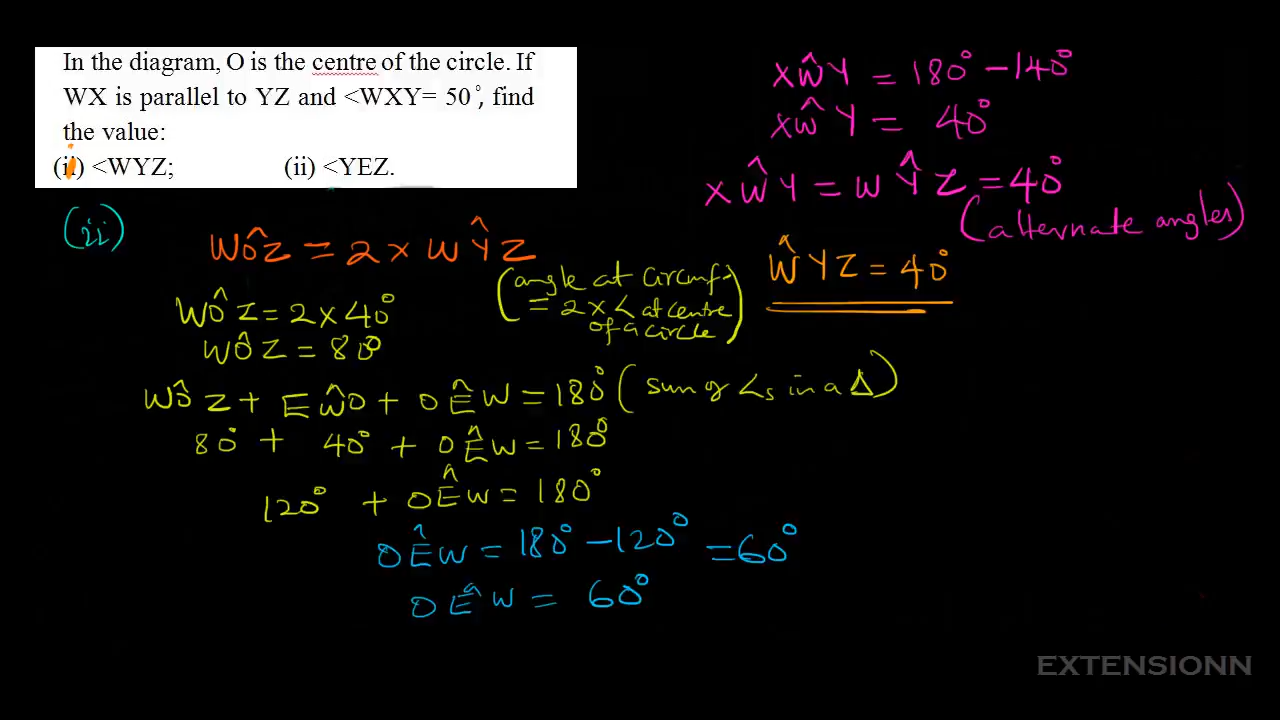 In the diagram, O is the centre of the circle. If
WX is parallel to YZ and <WXY= 50°, find
the value:
(i) <WYZ; (ii) <YEZ.
XŴY = 180° - 140°
XŴY = 40°
XŴY = WŶZ = 40°
(alternate angles)
ŴYZ = 40°
(ii)
WÔZ = 2 × WŶZ
(angle at circmf.
= 2 × ∠ at centre
of a circle)
WÔZ = 2 × 40°
WÔZ = 80°
WÔZ + EŴO + OÊW = 180° (sum of ∠s in a Δ)
80° + 40° + OÊW = 180°
120° + OÊW = 180°
OÊW = 180° - 120° = 60°
OÊW = 60°
EXTENSIONN